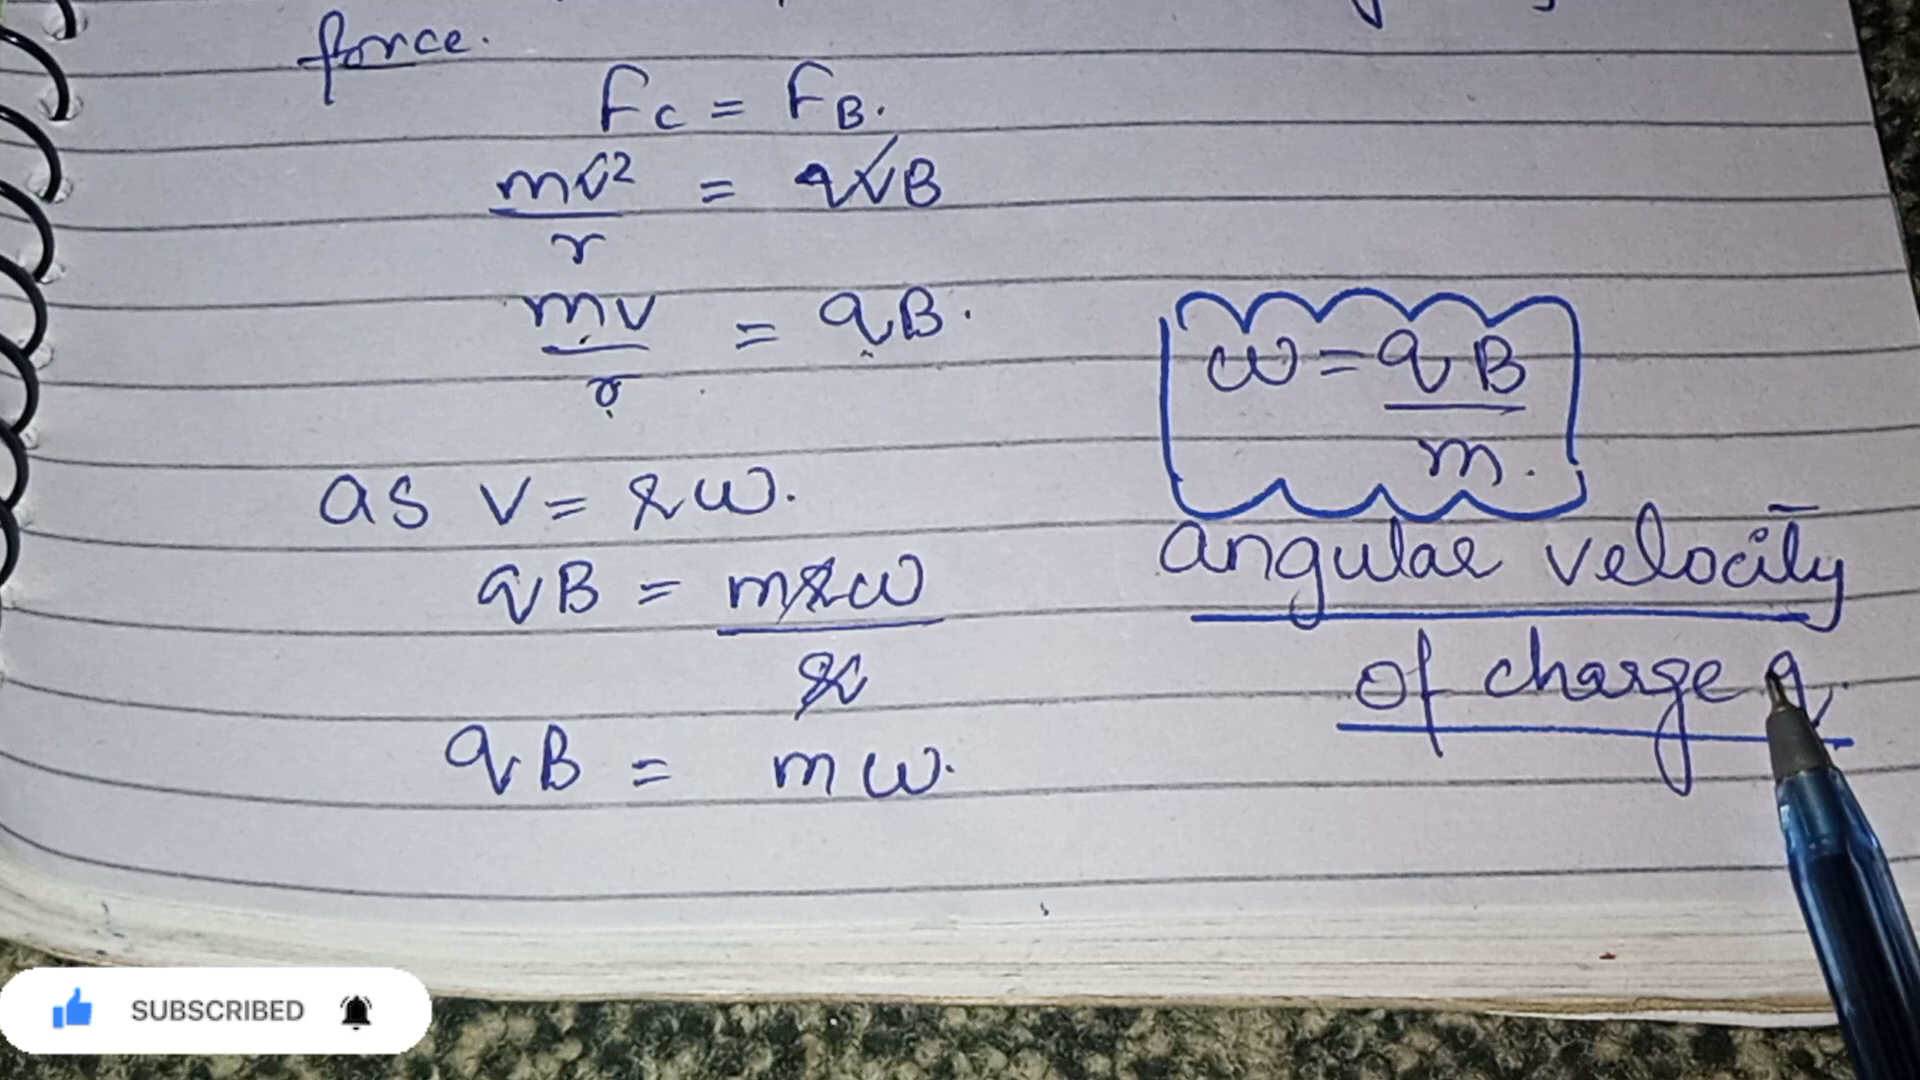 force.
Fc = FB.
mv²/r = qvB
mv/r = qB.
as v = rω.
qB = mrω/r
qB = mω.
ω = qB/m.
angular velocity
of charge q.
SUBSCRIBED